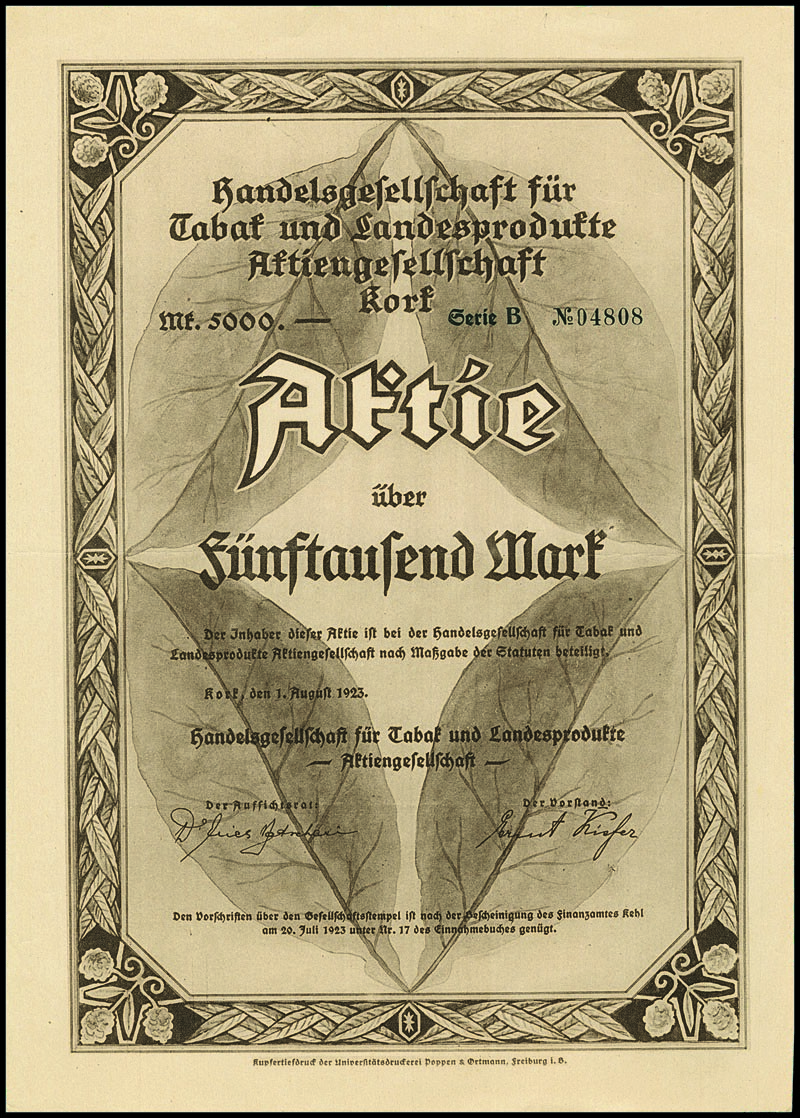 Handelsgesellschaft für
Tabak und Landesprodukte
Aktiengesellschaft
Kork
Mk. 5000. — Serie B № 04808
Aktie
über
Fünftausend Mark
Der Inhaber dieser Aktie ist bei der Handelsgesellschaft für Tabak und
Landesprodukte Aktiengesellschaft nach Maßgabe der Statuten beteiligt.
Kork, den 1. August 1923.
Handelsgesellschaft für Tabak und Landesprodukte
— Aktiengesellschaft —
Der Aufsichtsrat: Der Vorstand:
Dr
Den Vorschriften über den Gesellschaftsstempel ist nach der Bescheinigung des Finanzamtes Kehl
am 20. Juli 1923 unter Nr. 17 des Einnahmebuches genügt.
Kupfertiefdruck der Universitätsdruckerei Poppen & Ortmann, Freiburg i. B.